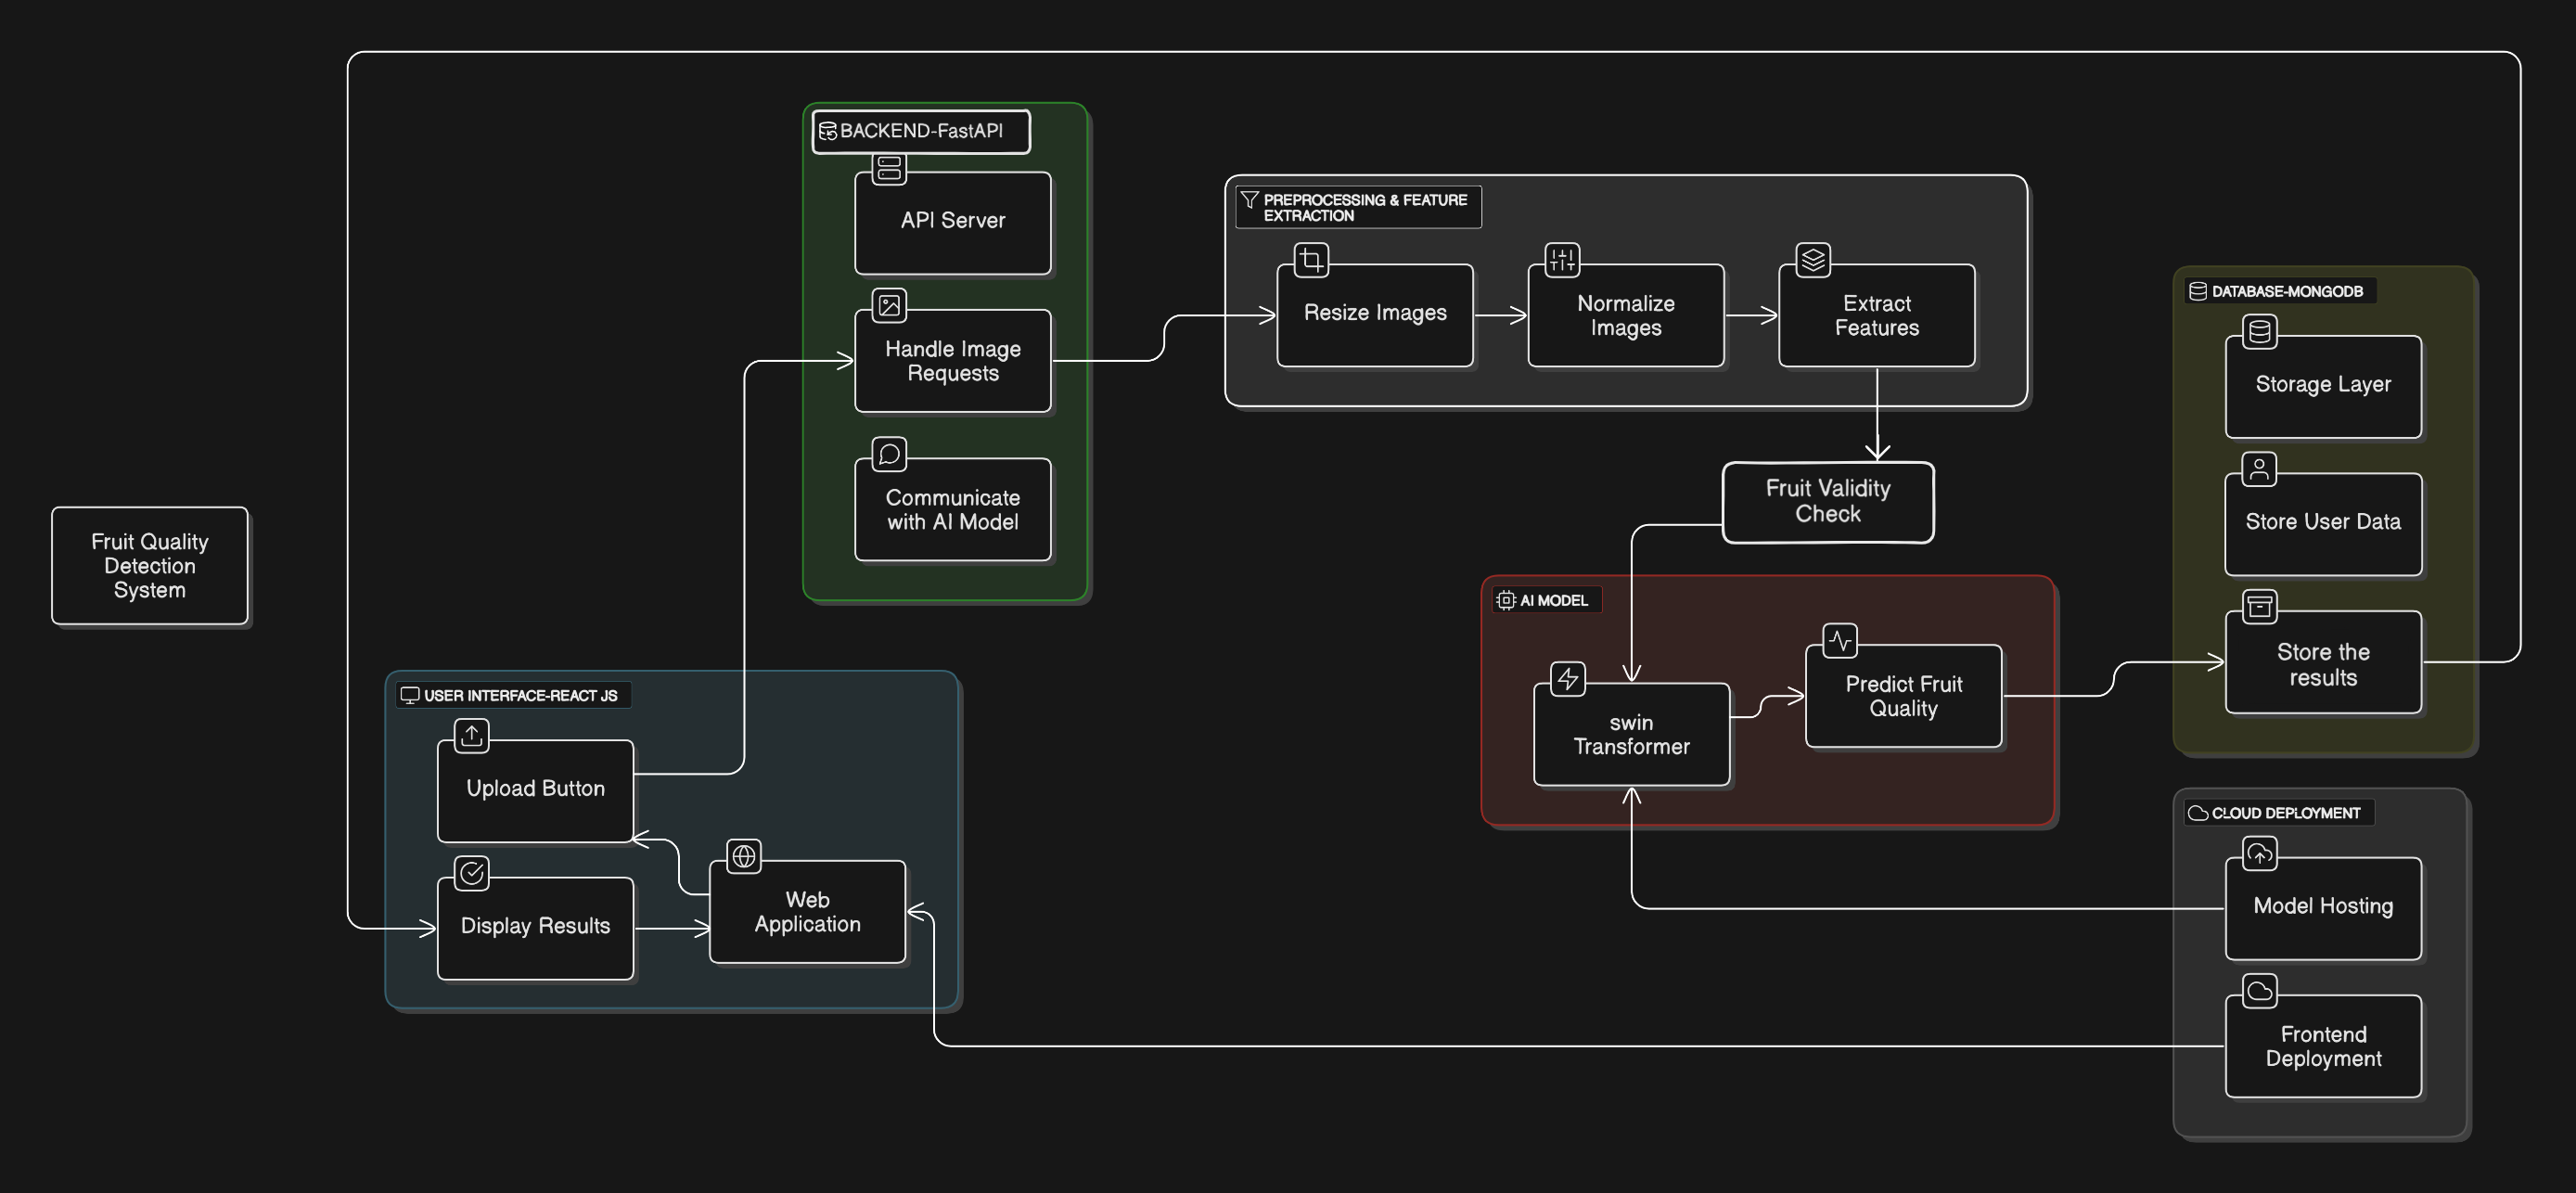 Fruit Quality
Detection
System
BACKEND-FastAPI
API Server
Handle Image
Requests
Communicate
with AI Model
USER INTERFACE-REACT JS
Upload Button
Display Results
Web
Application
PREPROCESSING & FEATURE
EXTRACTION
Resize Images
Normalize
Images
Extract
Features
Fruit Validity
Check
AI MODEL
swin
Transformer
Predict Fruit
Quality
DATABASE-MONGODB
Storage Layer
Store User Data
Store the
results
CLOUD DEPLOYMENT
Model Hosting
Frontend
Deployment